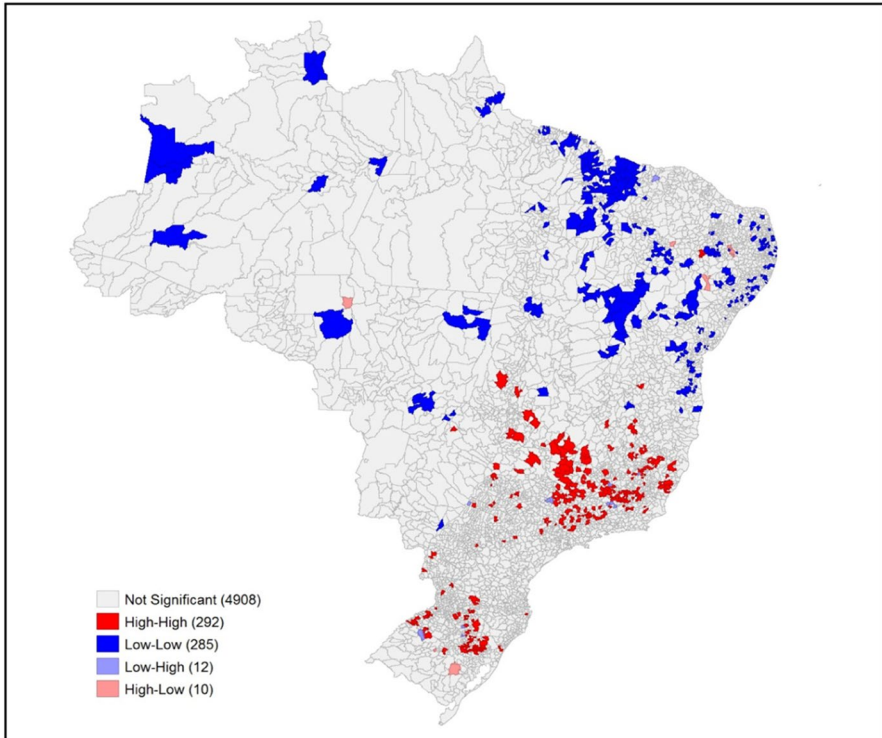 Not Significant (4908)
High-High (292)
Low-Low (285)
Low-High (12)
High-Low (10)